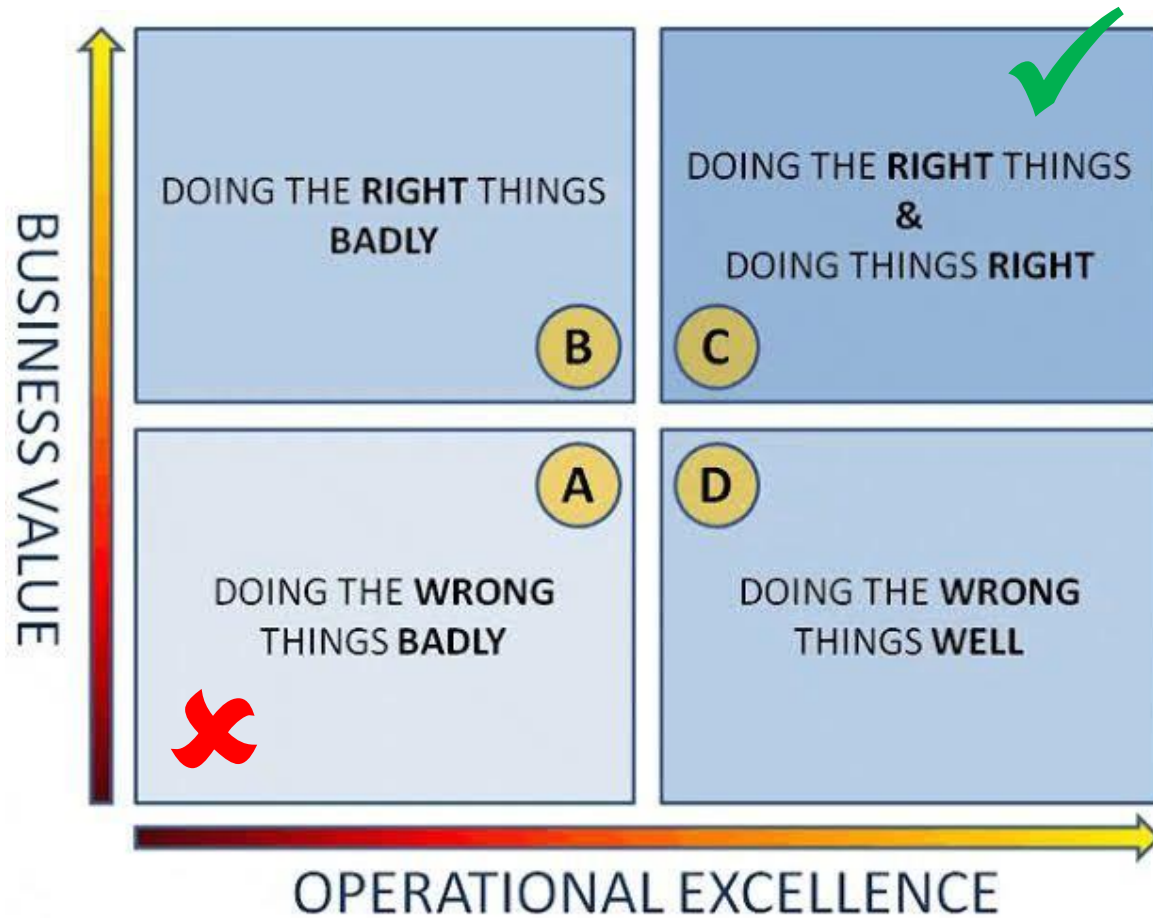 BUSINESS VALUE
DOING THE RIGHT THINGS
BADLY
B
DOING THE RIGHT THINGS
&
DOING THINGS RIGHT
C
A
DOING THE WRONG
THINGS BADLY
D
DOING THE WRONG
THINGS WELL
OPERATIONAL EXCELLENCE